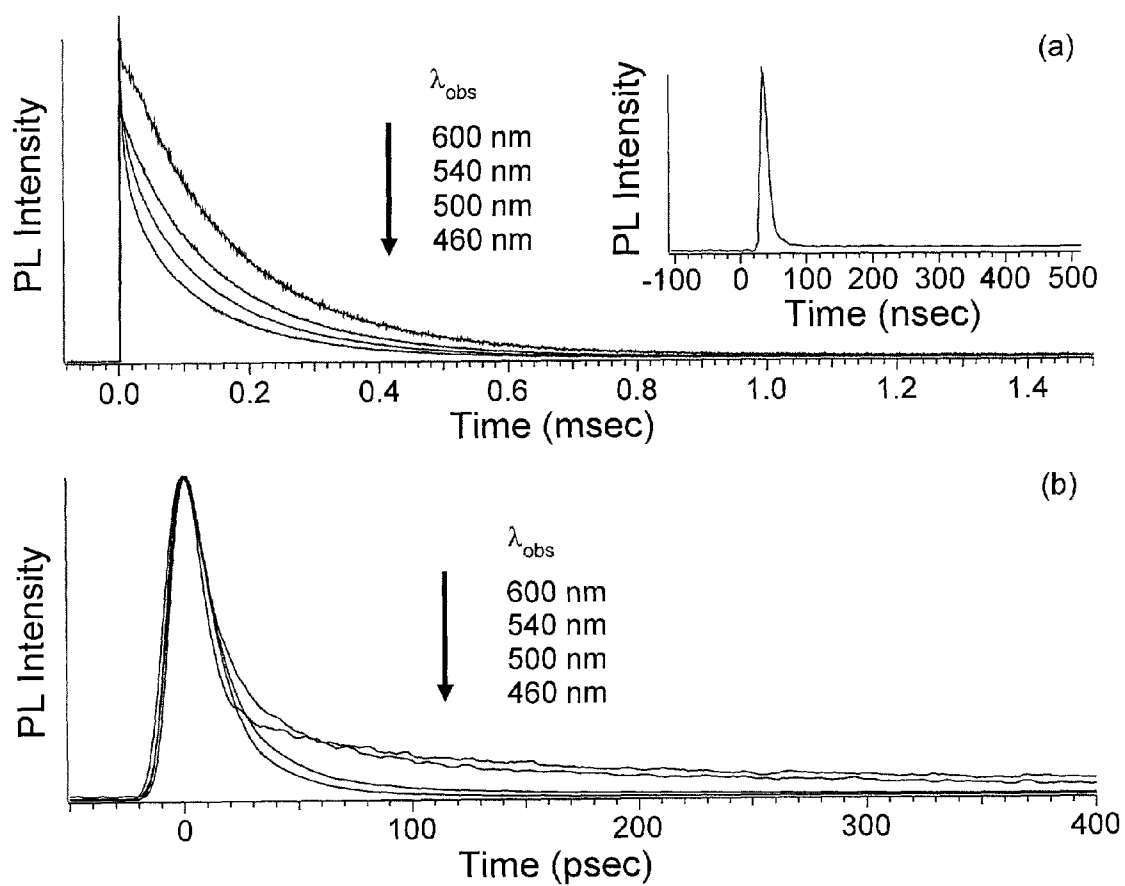 (a)
PL Intensity
λobs
600 nm
540 nm
500 nm
460 nm
0.0 0.2 0.4 0.6 0.8 1.0 1.2 1.4
Time (msec)
PL Intensity
-100 0 100 200 300 400 500
Time (nsec)
(b)
PL Intensity
λobs
600 nm
540 nm
500 nm
460 nm
0 100 200 300 400
Time (psec)